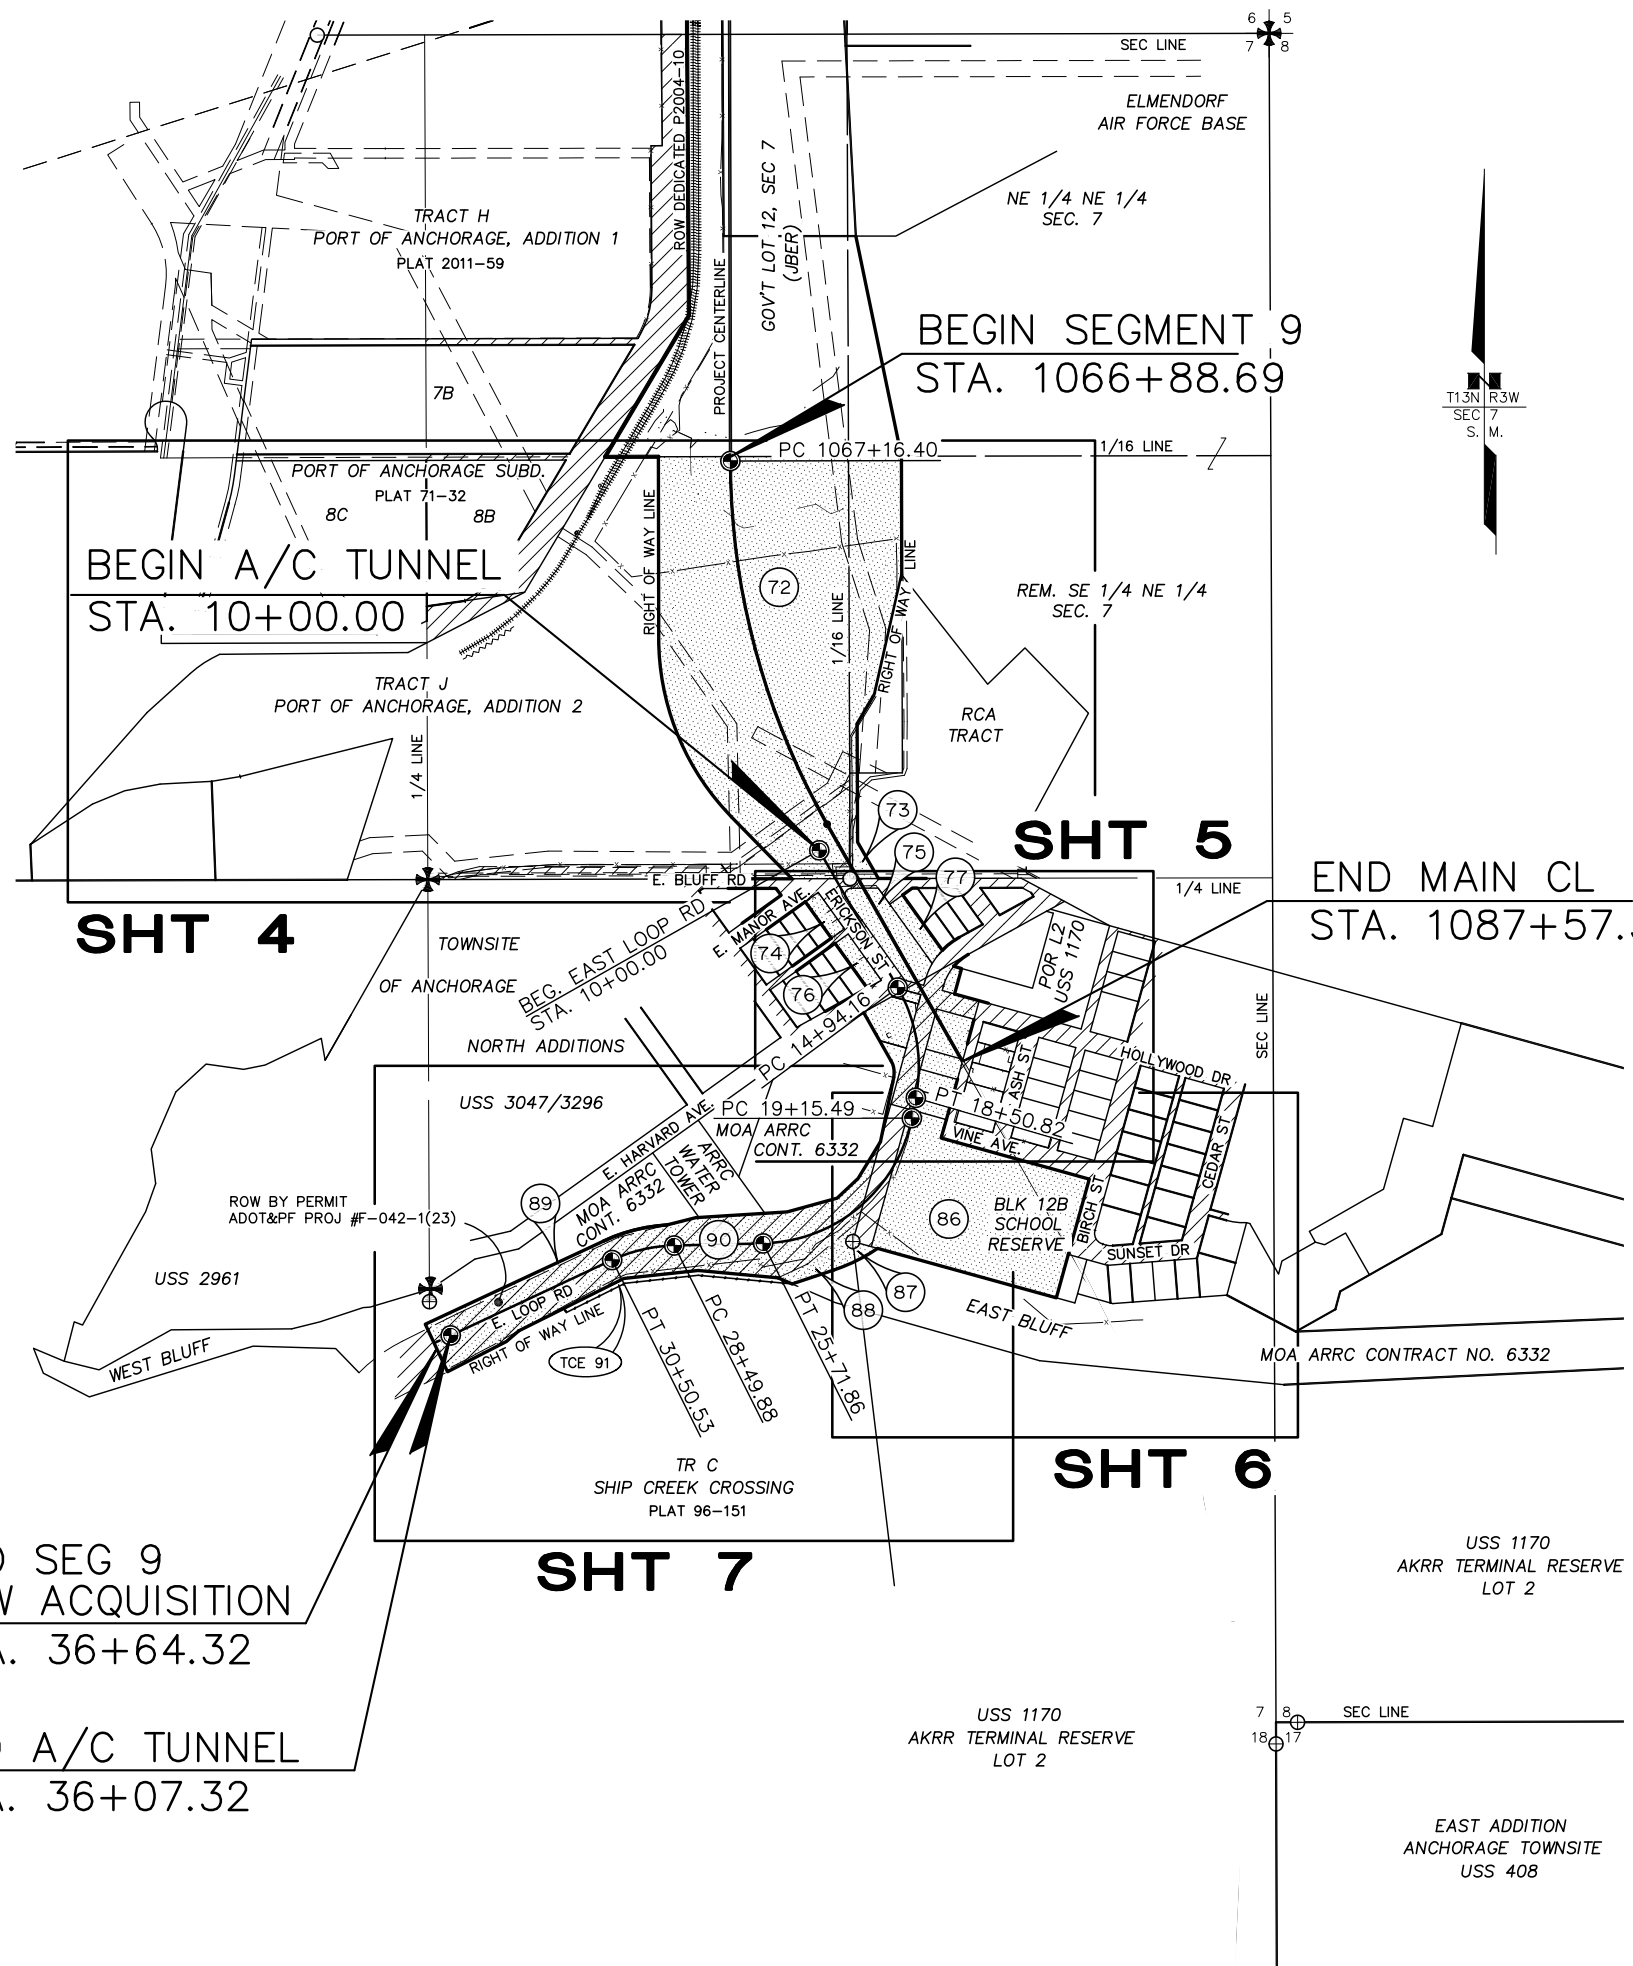 6 5
7 8
SEC LINE
ELMENDORF
AIR FORCE BASE
ROW DEDICATED P2004-10
GOV'T LOT 12, SEC 7
(JBER)
NE 1/4 NE 1/4
SEC. 7
TRACT H
PORT OF ANCHORAGE, ADDITION 1
PLAT 2011-59
PROJECT CENTERLINE
BEGIN SEGMENT 9
STA. 1066+88.69
T13N R3W
SEC 7
S. M.
7B
PC 1067+16.40
1/16 LINE
PORT OF ANCHORAGE SUBD.
PLAT 71-32
8C
8B
RIGHT OF WAY LINE
BEGIN A/C TUNNEL
STA. 10+00.00
72
1/16 LINE
RIGHT OF WAY LINE
REM. SE 1/4 NE 1/4
SEC. 7
TRACT J
PORT OF ANCHORAGE, ADDITION 2
RCA
TRACT
1/4 LINE
73
SHT 5
75
77
E. BLUFF RD
1/4 LINE
END MAIN CL
STA. 1087+57.
SHT 4
TOWNSITE
OF ANCHORAGE
NORTH ADDITIONS
BEG. EAST LOOP RD
STA. 10+00.00
E. MANOR AVE.
ERICKSON ST
74
76
POR L2
USS 1170
PC 14+94.16
SEC LINE
ASH ST
HOLLYWOOD DR
USS 3047/3296
PC 19+15.49
P 18+50.82
MOA ARRC
CONT. 6332
VINE AVE.
E. HARVARD AVE.
CEDAR ST
BIRCH ST
SUNSET DR
ARRC
WATER
TOWER
MOA ARRC
CONT. 6332
ROW BY PERMIT
ADOT&PF PROJ #F-042-1(23)
89
90
86
BLK 12B
SCHOOL
RESERVE
USS 2961
87
88
E. LOOP RD
RIGHT OF WAY LINE
TCE 91
PT 30+50.53
PC 28+49.88
PT 25+71.86
EAST BLUFF
WEST BLUFF
MOA ARRC CONTRACT NO. 6332
SHT 6
TR C
SHIP CREEK CROSSING
PLAT 96-151
SHT 7
SEG 9
ACQUISITION
36+64.32
USS 1170
AKRR TERMINAL RESERVE
LOT 2
USS 1170
AKRR TERMINAL RESERVE
LOT 2
7 8
18 17
SEC LINE
A/C TUNNEL
36+07.32
EAST ADDITION
ANCHORAGE TOWNSITE
USS 408